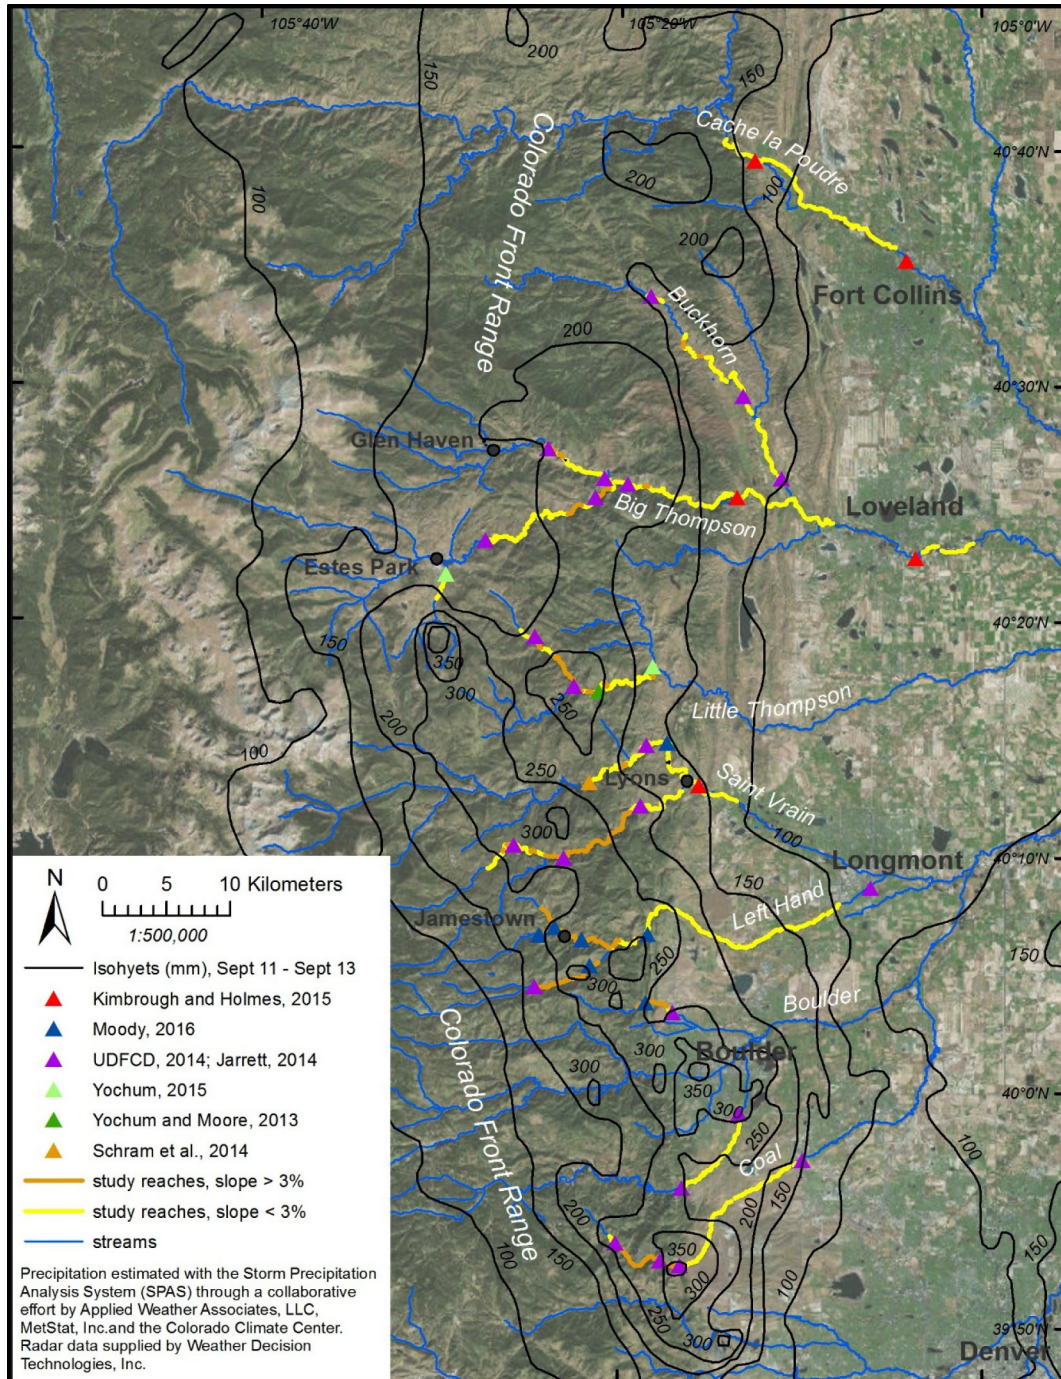 105°40'W
105°20'W
105°0'W
200
200
150
150
Cache la Poudre
40°40'N
100
200
100
Colorado Front Range
200
Fort Collins
Buckhorn
200
40°30'N
Glen Haven
Big Thompson
Loveland
Estes Park
40°20'N
150
350
300
250
Little Thompson
200
100
250
Lyons
Saint Vrain
300
100
40°10'N
Longmont
150
Left Hand
Jamestown
250
150
300
Boulder
Colorado Front Range
300
Boulder
300
350
40°0'N
300
250
Coal
100
150
200
200
350
100
150
300
100
150
250
300
39°50'N
Denver
N
0 5 10 Kilometers
1:500,000
Isohyets (mm), Sept 11 - Sept 13
Kimbrough and Holmes, 2015
Moody, 2016
UDFCD, 2014; Jarrett, 2014
Yochum, 2015
Yochum and Moore, 2013
Schram et al., 2014
study reaches, slope > 3%
study reaches, slope < 3%
streams
Precipitation estimated with the Storm Precipitation
Analysis System (SPAS) through a collaborative
effort by Applied Weather Associates, LLC,
MetStat, Inc.and the Colorado Climate Center.
Radar data supplied by Weather Decision
Technologies, Inc.